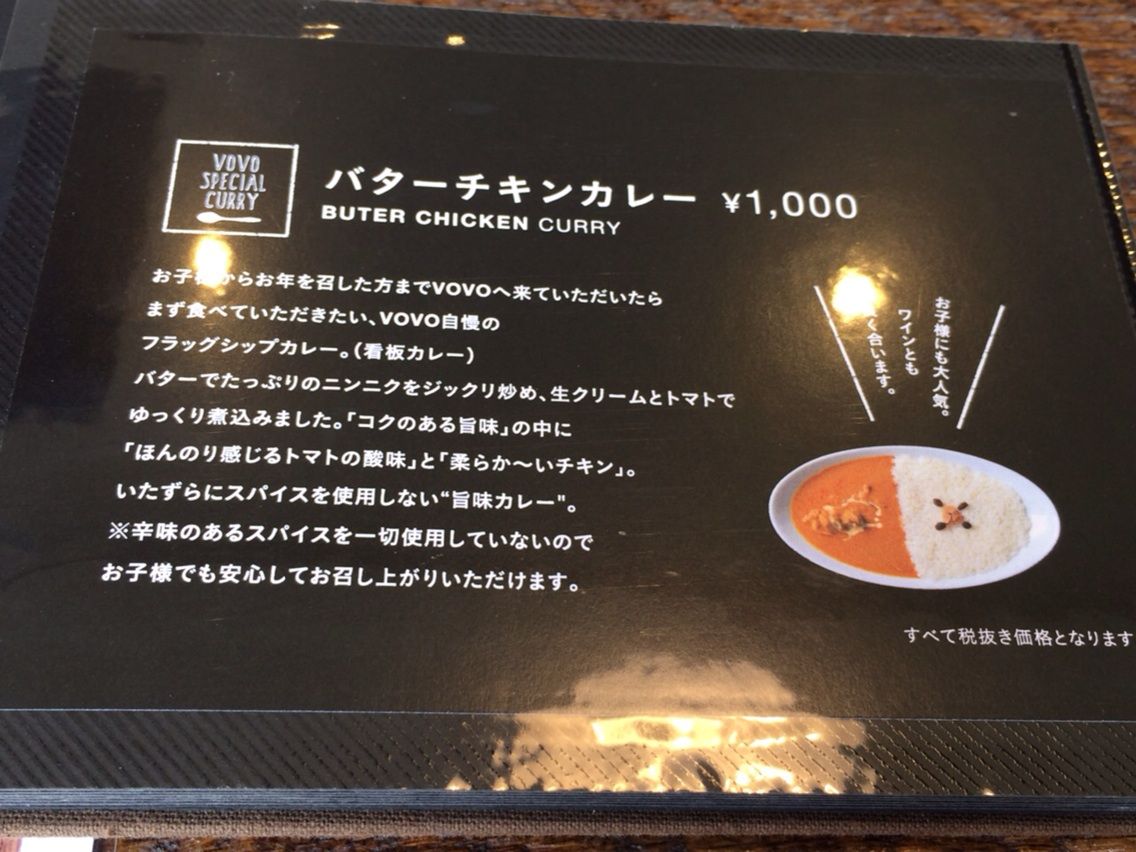 VOVO
SPECIAL
CURRY
バターチキンカレー ¥1,000
BUTER CHICKEN CURRY
お子様からお年を召した方までVOVOへ来ていただいたら
まず食べていただきたい、VOVO自慢の
フラッグシップカレー。(看板カレー)
バターでたっぷりのニンニクをジックリ炒め、生クリームとトマトで
ゆっくり煮込みました。「コクのある旨味」の中に
「ほんのり感じるトマトの酸味」と「柔らか〜いチキン」。
いたずらにスパイスを使用しない“旨味カレー"。
※辛味のあるスパイスを一切使用していないので
お子様でも安心してお召し上がりいただけます。
お子様にも大人気。
ワインとも
く合います。
すべて税抜き価格となります